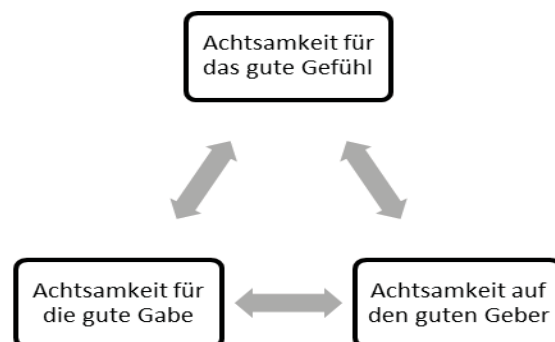 Achtsamkeit für
das gute Gefühl
Achtsamkeit für
die gute Gabe
Achtsamkeit auf
den guten Geber